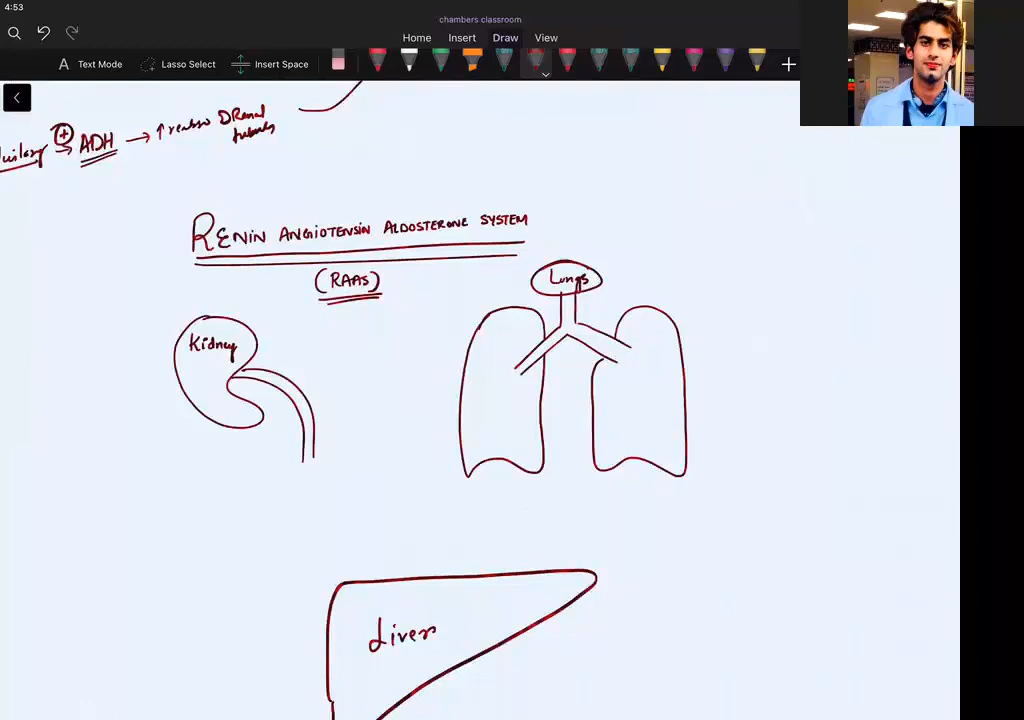 4:53
chambers classroom
Home Insert Draw View
Text Mode Lasso Select Insert Space
+ ADH → ↑ D Renal
RENIN ANGIOTENSIN ALDOSTERONE SYSTEM
(RAAS)
Lungs
Kidney
Liver